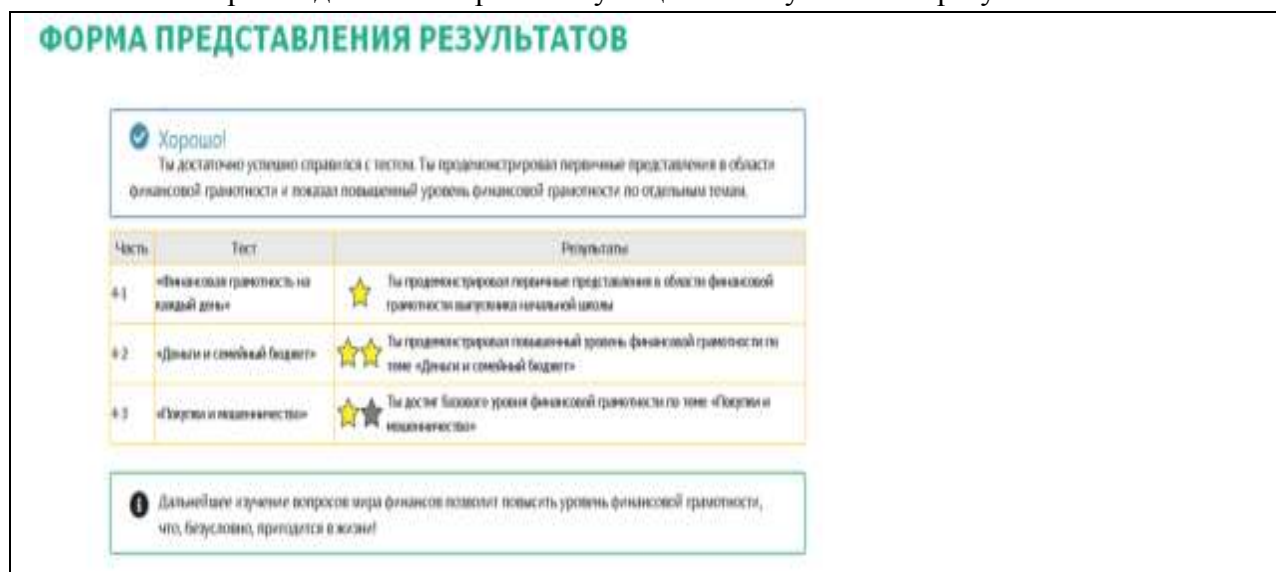 ФОРМА ПРЕДСТАВЛЕНИЯ РЕЗУЛЬТАТОВ
Хорошо!
Ты достаточно успешно справился с тестом. Ты продемонстрировал первичные представления в области
финансовой грамотности и показал повышенный уровень финансовой грамотности по отдельным темам.
Часть Тест Результаты
4-1 «Финансовая грамотность на каждый день» Ты продемонстрировал первичные представления в области финансовой
грамотности выпускника начальной школы
4-2 «Деньги и семейный бюджет» Ты продемонстрировал повышенный уровень финансовой грамотности по
теме «Деньги и семейный бюджет»
4-3 «Покупки и мошенничество» Ты достиг базового уровня финансовой грамотности по теме «Покупки и
мошенничество»
Дальнейшее изучение вопросов мира финансов позволит повысить уровень финансовой грамотности,
что, безусловно, пригодится в жизни!